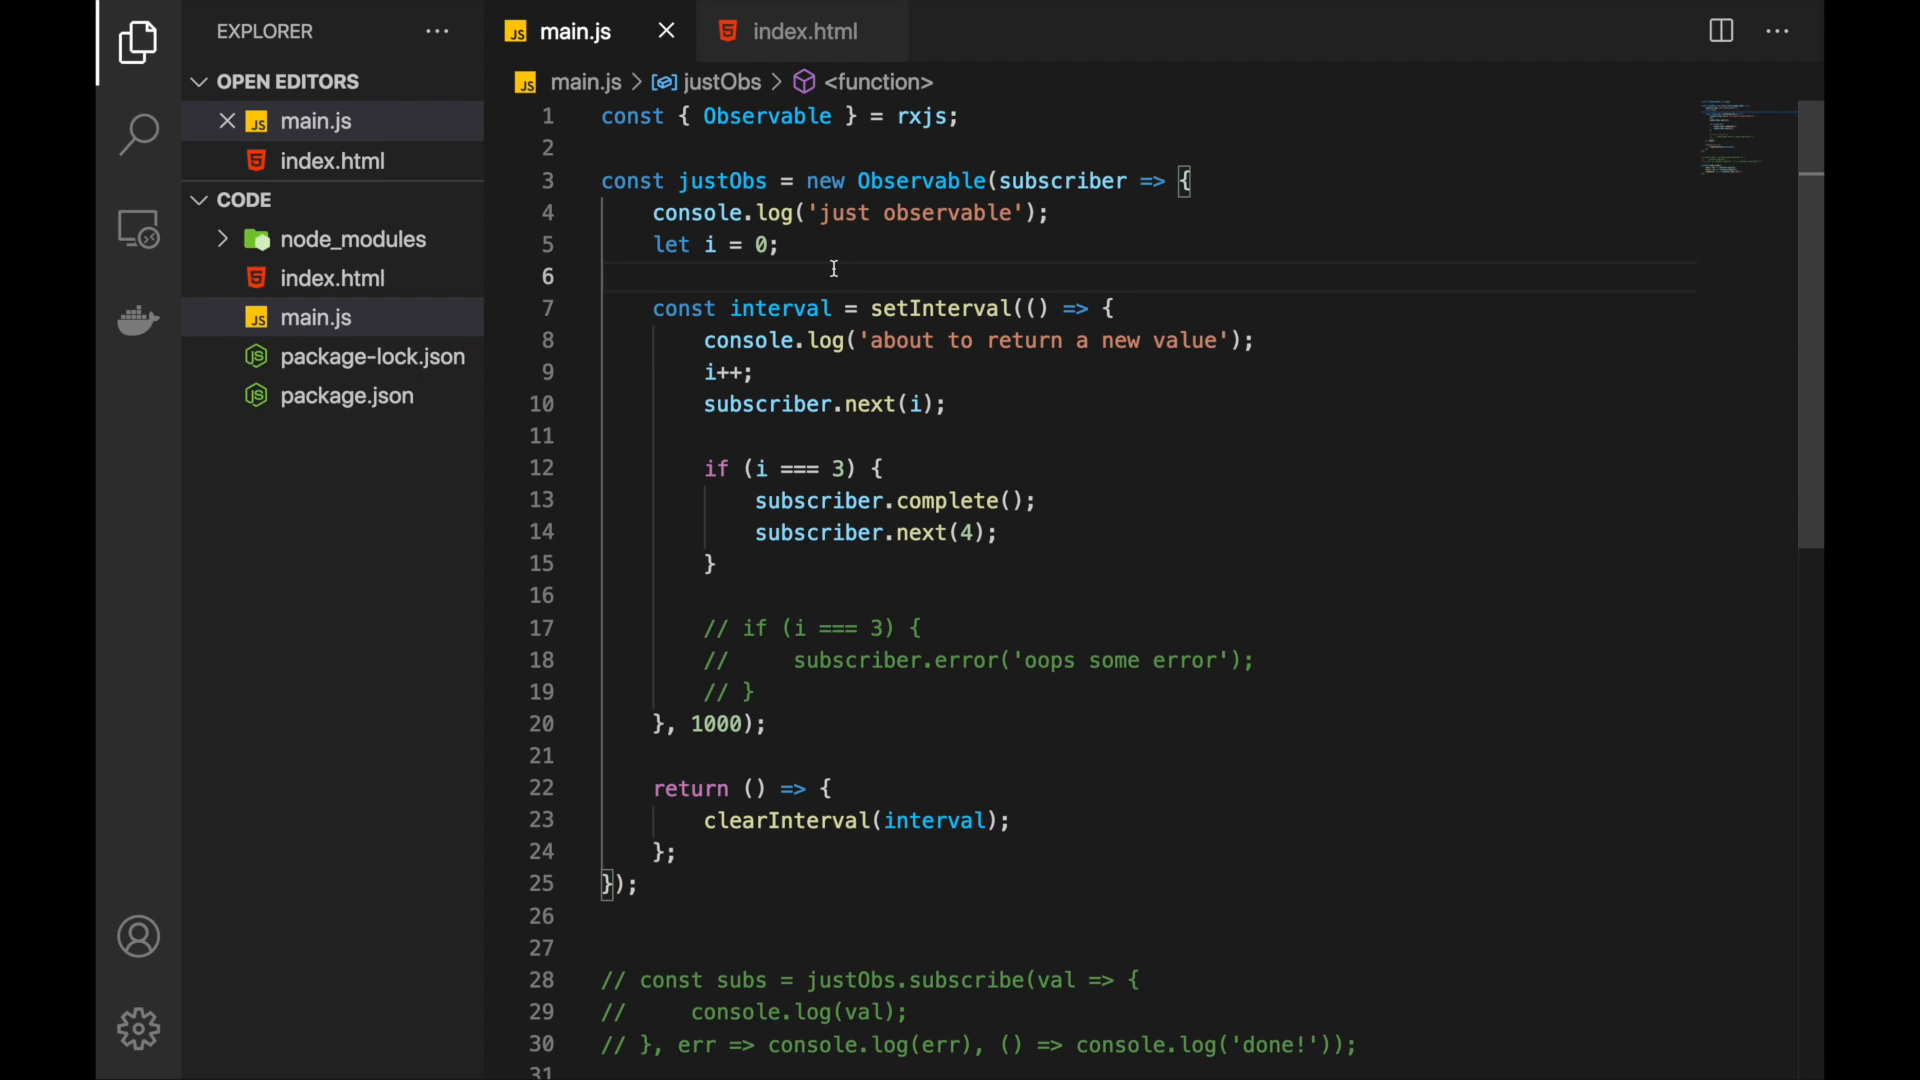 EXPLORER
OPEN EDITORS
main.js
index.html
CODE
node_modules
index.html
main.js
package-lock.json
package.json
main.js
index.html
main.js > justObs > <function>
1 const { Observable } = rxjs;
2
3 const justObs = new Observable(subscriber => {
4 console.log('just observable');
5 let i = 0;
6
7 const interval = setInterval(() => {
8 console.log('about to return a new value');
9 i++;
10 subscriber.next(i);
11
12 if (i === 3) {
13 subscriber.complete();
14 subscriber.next(4);
15 }
16
17 // if (i === 3) {
18 // subscriber.error('oops some error');
19 // }
20 }, 1000);
21
22 return () => {
23 clearInterval(interval);
24 };
25 });
26
27
28 // const subs = justObs.subscribe(val => {
29 // console.log(val);
30 // }, err => console.log(err), () => console.log('done!'));
31